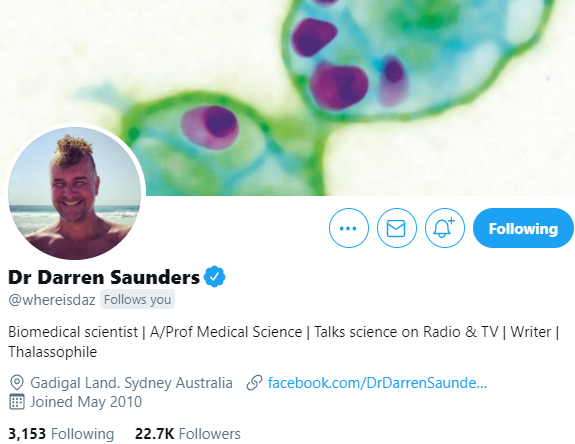 Following
Dr Darren Saunders
@whereisdaz Follows you
Biomedical scientist | A/Prof Medical Science | Talks science on Radio & TV | Writer |
Thalassophile
Gadigal Land. Sydney Australia facebook.com/DrDarrenSaunde...
Joined May 2010
3,153 Following 22.7K Followers